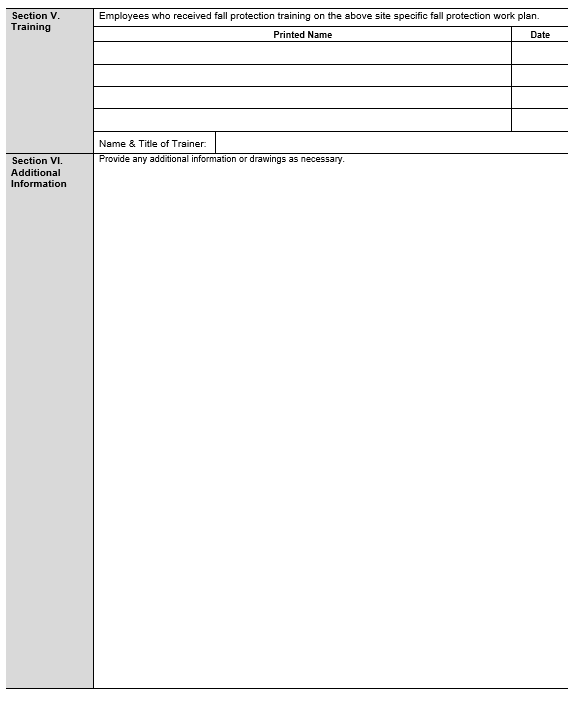 Section V.
Training
Employees who received fall protection training on the above site specific fall protection work plan.
Printed Name
Date
Name & Title of Trainer:
Section VI.
Additional
Information
Provide any additional information or drawings as necessary.